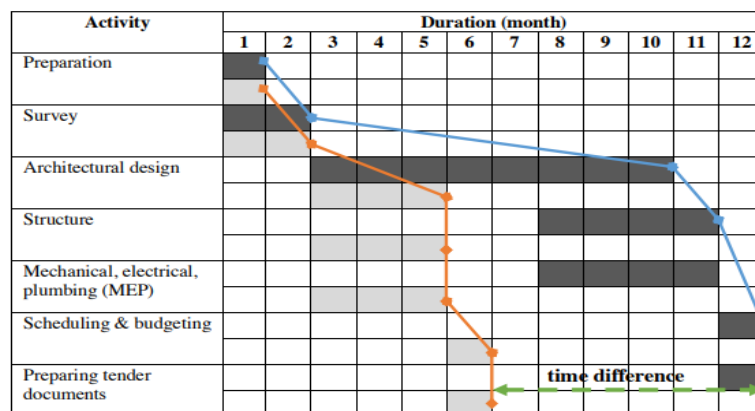 Activity
Duration (month)
1 2 3 4 5 6 7 8 9 10 11 12
Preparation
Survey
Architectural design
Structure
Mechanical, electrical,
plumbing (MEP)
Scheduling & budgeting
Preparing tender
documents
time difference